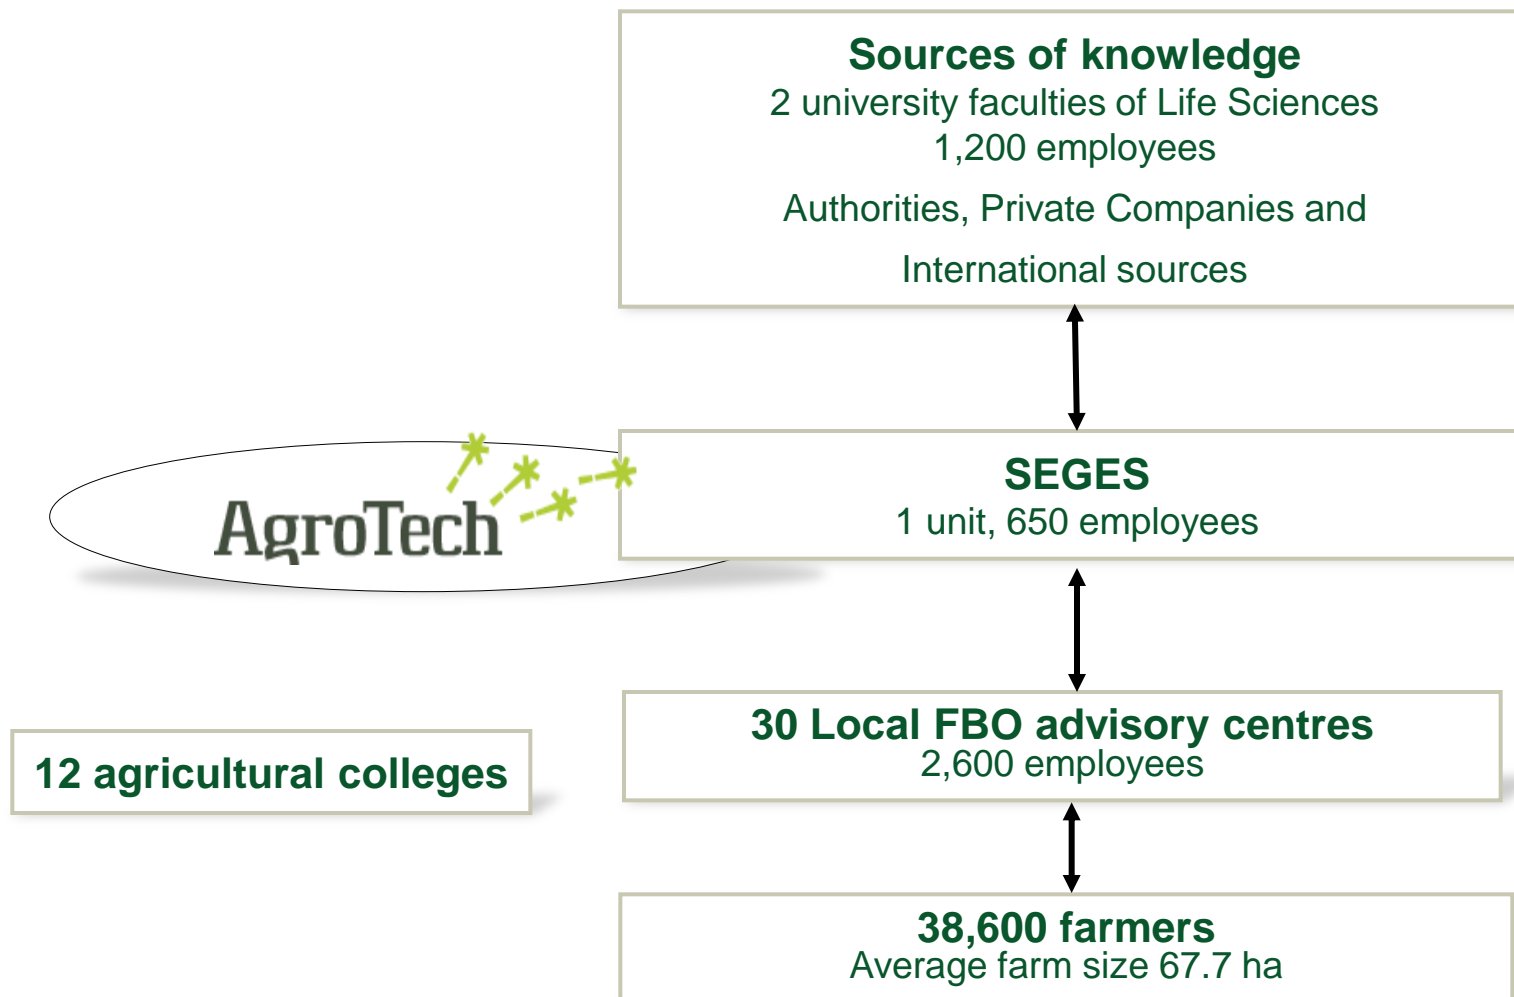 Sources of knowledge
2 university faculties of Life Sciences
1,200 employees
Authorities, Private Companies and
International sources
AgroTech
SEGES
1 unit, 650 employees
12 agricultural colleges
30 Local FBO advisory centres
2,600 employees
38,600 farmers
Average farm size 67.7 ha